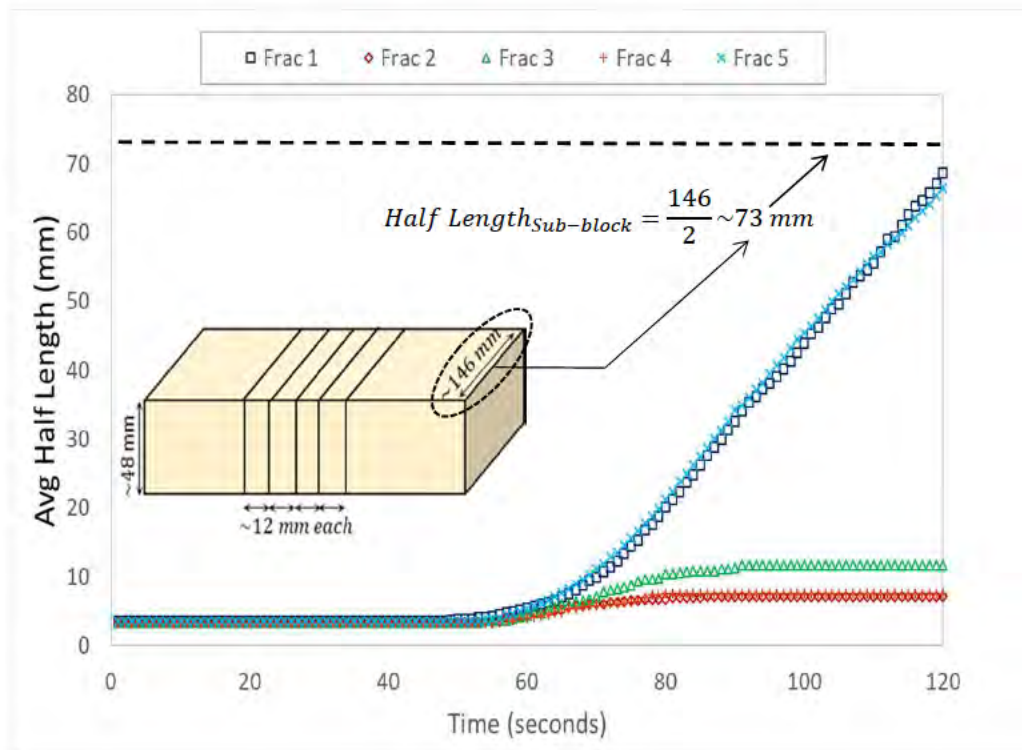 Frac 1 Frac 2 Frac 3 Frac 4 Frac 5
80
70
60
50
40
30
20
10
0
Avg Half Length (mm)
Half Length Sub−block = 146/2 ~73 mm
~146 mm
~48 mm
~12 mm each
0 20 40 60 80 100 120
Time (seconds)